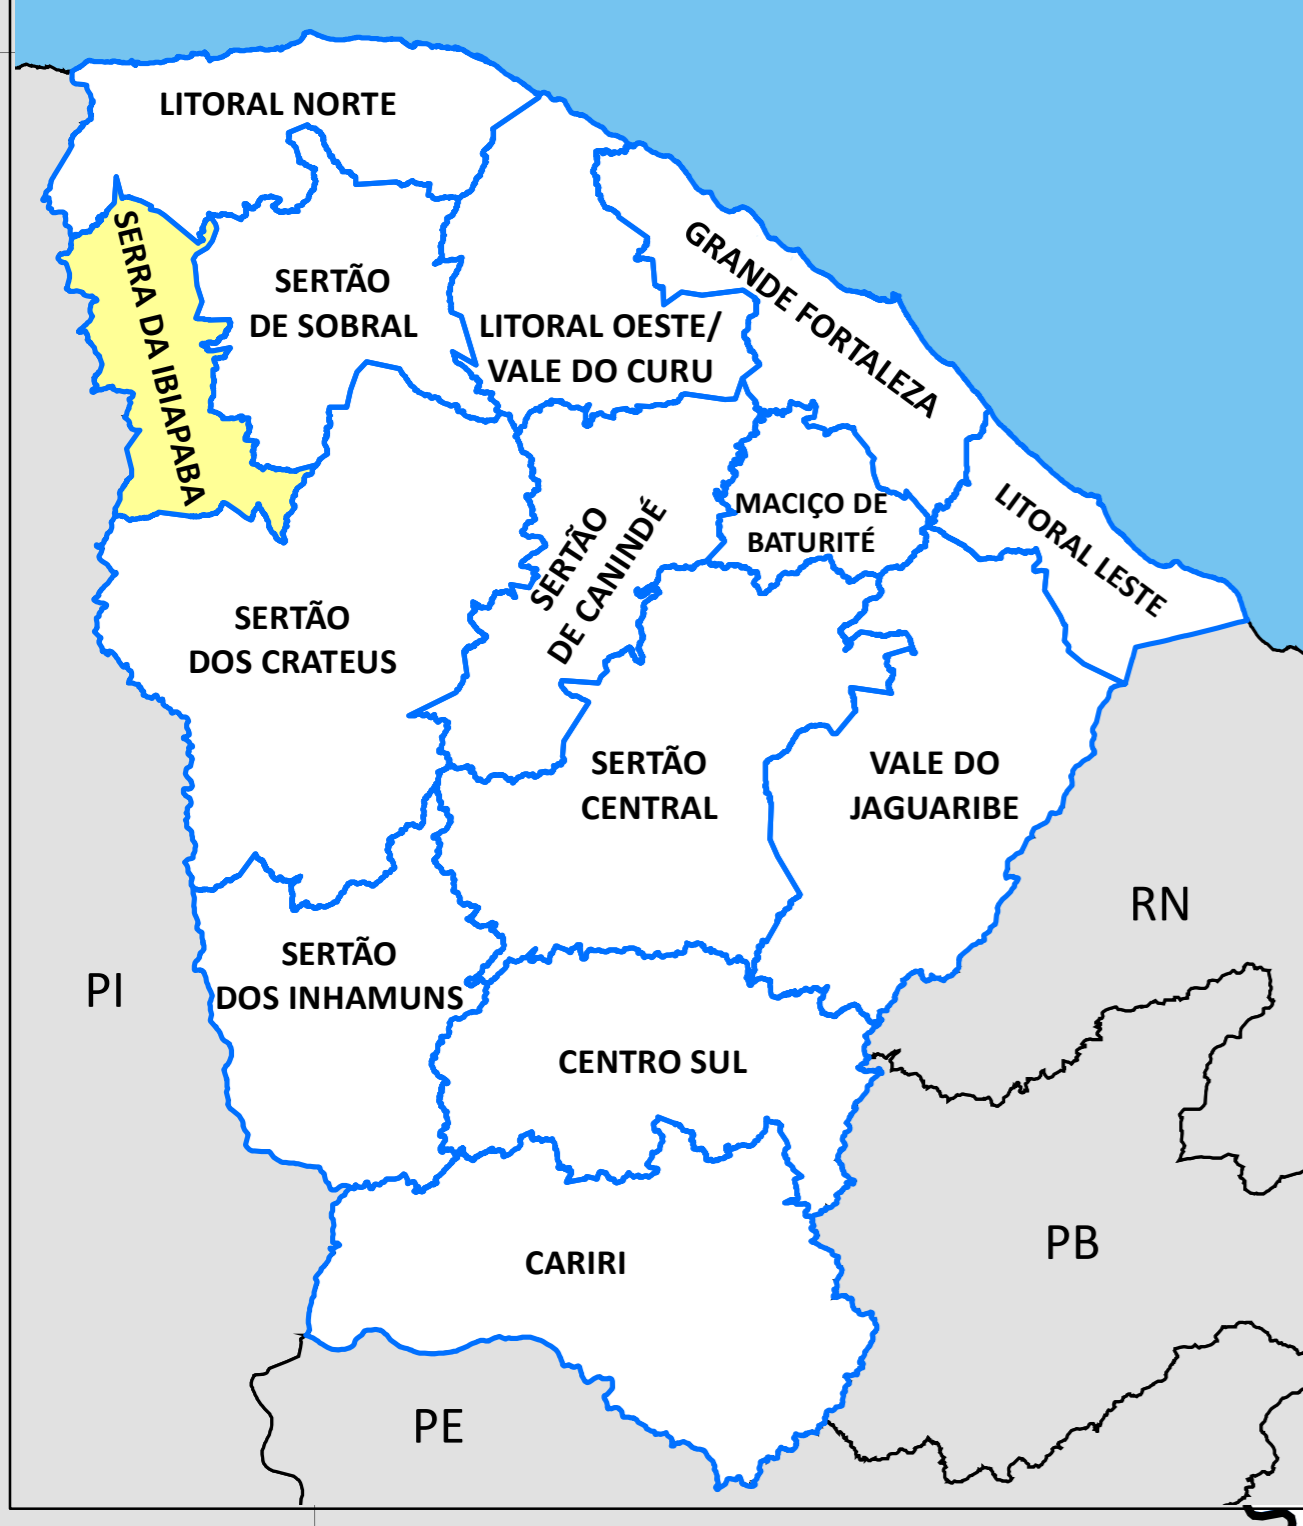 LITORAL NORTE
SERRA DA IBIAPABA
SERTÃO
DE SOBRAL
LITORAL OESTE/
VALE DO CURU
GRANDE FORTALEZA
MACIÇO DE
BATURITÉ
LITORAL LESTE
SERTÃO
DE CANINDÉ
SERTÃO
DOS CRATEUS
SERTÃO
CENTRAL
VALE DO
JAGUARIBE
RN
SERTÃO
DOS INHAMUNS
PI
CENTRO SUL
PB
CARIRI
PE